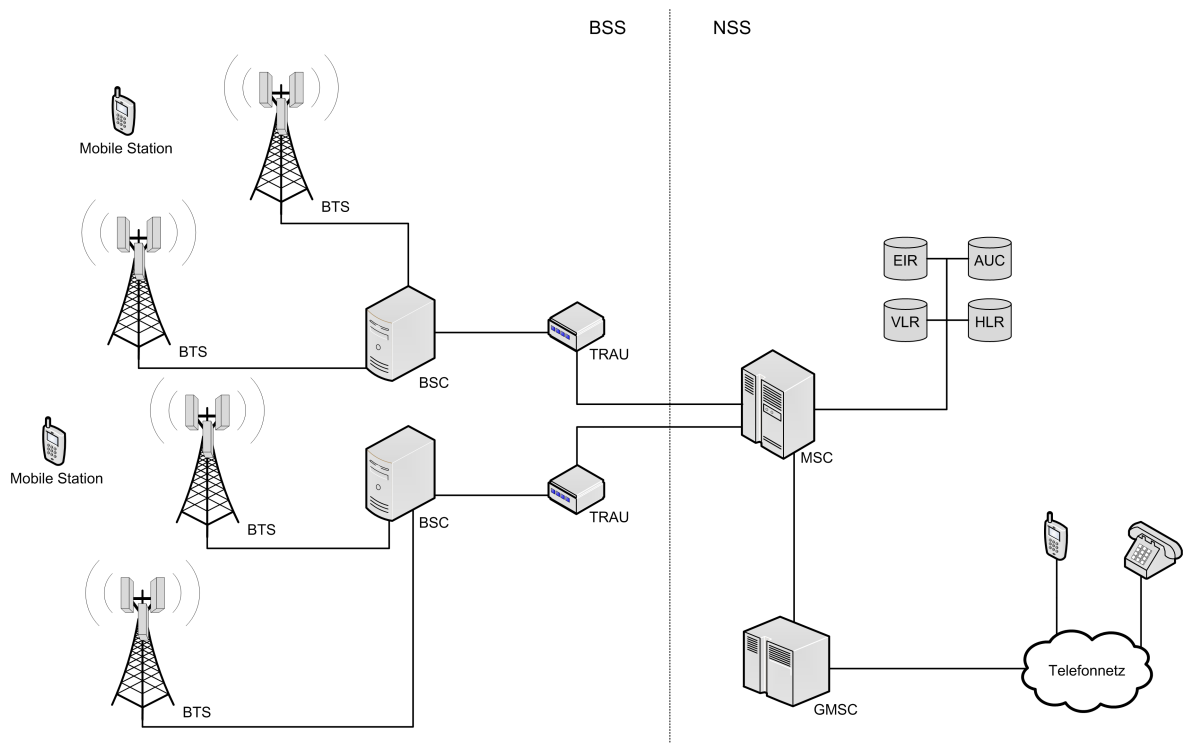 BSS
NSS
Mobile Station
BTS
BTS
BSC
TRAU
EIR
AUC
VLR
HLR
MSC
Mobile Station
BTS
BSC
TRAU
BTS
GMSC
Telefonnetz